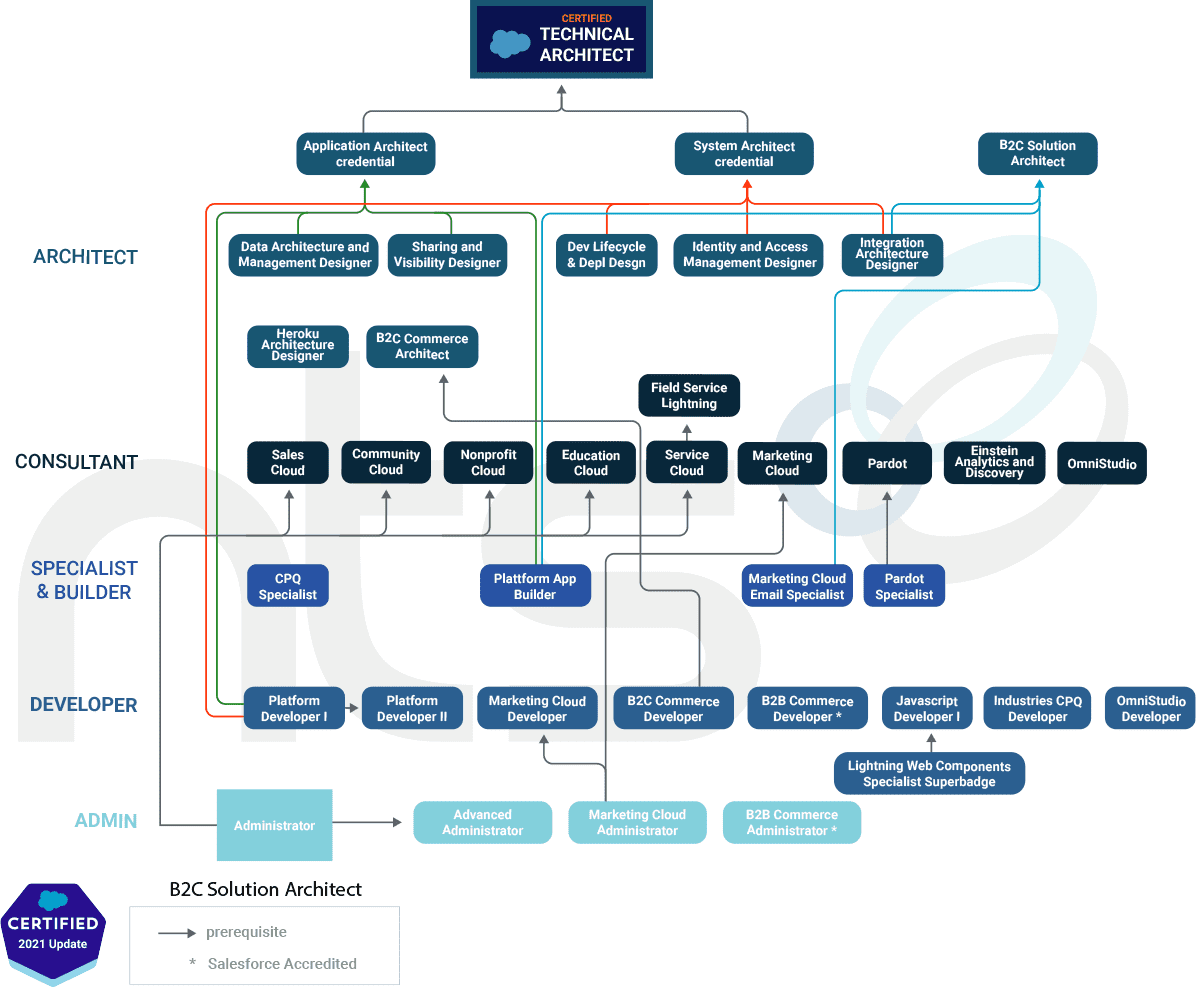 CERTIFIED
TECHNICAL
ARCHITECT
Application Architect
credential
System Architect
credential
B2C Solution
Architect
ARCHITECT
Data Architecture and
Management Designer
Sharing and
Visibility Designer
Dev Lifecycle
& Depl Desgn
Identity and Access
Management Designer
Integration
Architecture
Designer
Heroku
Architecture
Designer
B2C Commerce
Architect
Field Service
Lightning
CONSULTANT
Sales
Cloud
Community
Cloud
Nonprofit
Cloud
Education
Cloud
Service
Cloud
Marketing
Cloud
Pardot
Einstein
Analytics and
Discovery
OmniStudio
SPECIALIST
& BUILDER
CPQ
Specialist
Plattform App
Builder
Marketing Cloud
Email Specialist
Pardot
Specialist
DEVELOPER
Platform
Developer I
Platform
Developer II
Marketing Cloud
Developer
B2C Commerce
Developer
B2B Commerce
Developer *
Javascript
Developer I
Industries CPQ
Developer
OmniStudio
Developer
Lightning Web Components
Specialist Superbadge
ADMIN
Administrator
Advanced
Administrator
Marketing Cloud
Administrator
B2B Commerce
Administrator *
nts
CERTIFIED
2021 Update
B2C Solution Architect
prerequisite
* Salesforce Accredited